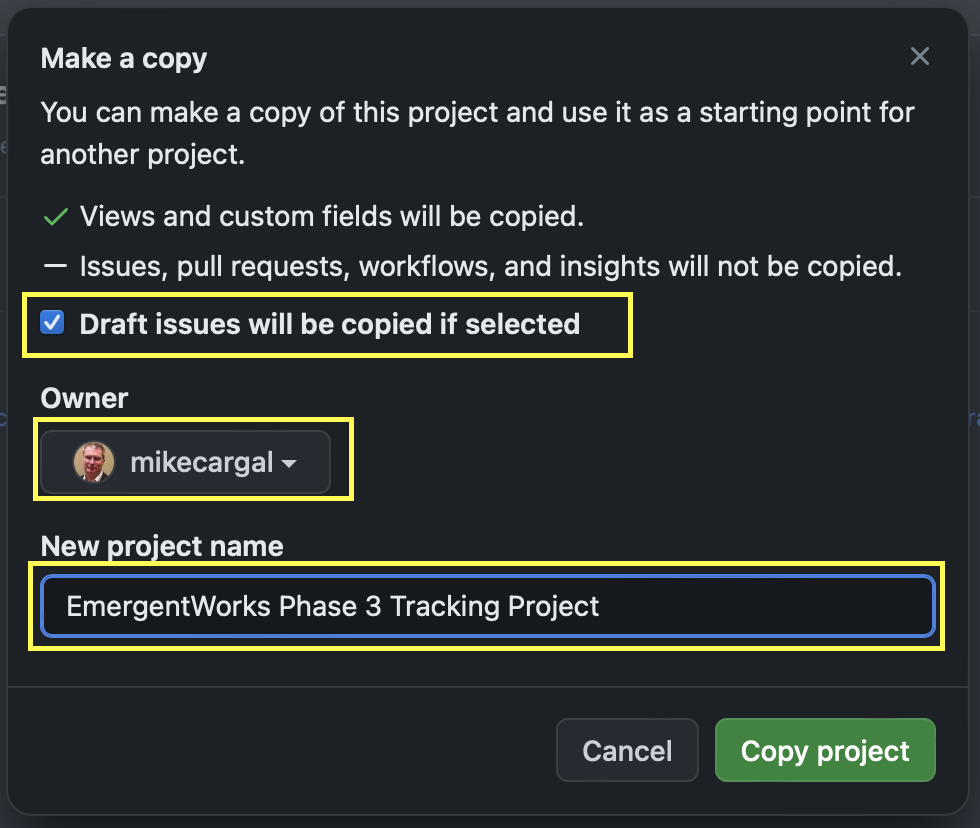 Make a copy
You can make a copy of this project and use it as a starting point for
another project.
Views and custom fields will be copied.
Issues, pull requests, workflows, and insights will not be copied.
Draft issues will be copied if selected
Owner
mikecargal
New project name
EmergentWorks Phase 3 Tracking Project
Cancel
Copy project